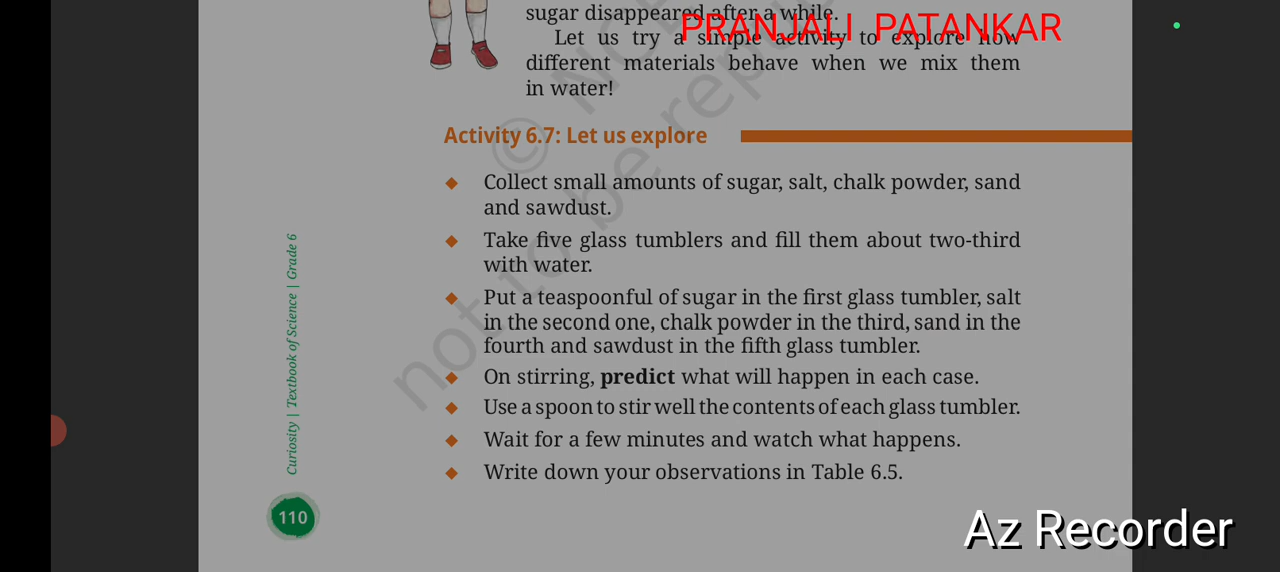 sugar disappeared after a while.
PRANJALI PATANKAR
Let us try a simple activity to explore how
different materials behave when we mix them
in water!
Activity 6.7: Let us explore
Collect small amounts of sugar, salt, chalk powder, sand
and sawdust.
Take five glass tumblers and fill them about two-third
with water.
Put a teaspoonful of sugar in the first glass tumbler, salt
in the second one, chalk powder in the third, sand in the
fourth and sawdust in the fifth glass tumbler.
On stirring, predict what will happen in each case.
Use a spoon to stir well the contents of each glass tumbler.
Wait for a few minutes and watch what happens.
Write down your observations in Table 6.5.
Curiosity | Textbook of Science | Grade 6
110
© NCE
not to be repu
Az Recorder